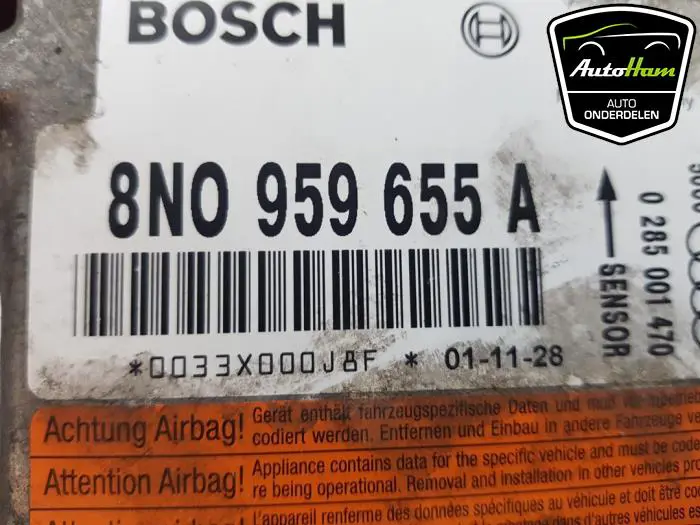 BOSCH
AutoHam
AUTO
ONDERDELEN
8N0 959 655 A
SENSOR
0 285 001 470
*0033X000J8F * 01-11-28
Achtung Airbag! Gerät enthält fahrzeugspezifische Daten und muß
codiert werden. Entfernen und Einbau in andere Fahrzeuge
Attention Airbag! Appliance contains data for the specific vehicle and must be
re being operational. Removal and installation in other vehicles
L'appareil renferme des données spécifiques au véhicule et doit être